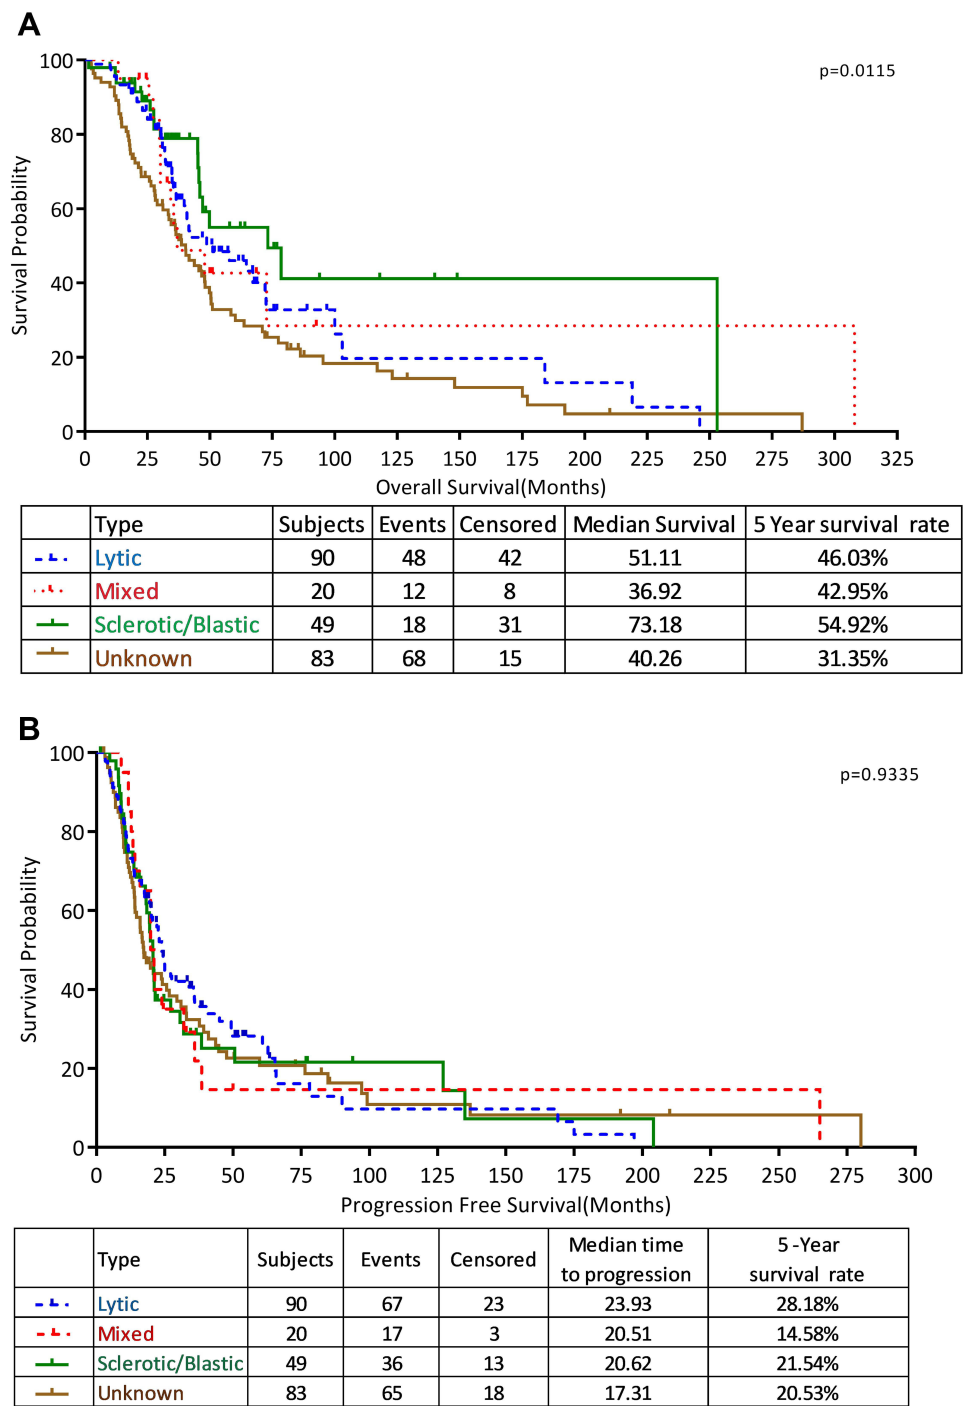 A
100
80
60
40
20
0
Survival Probability
p=0.0115
0 25 50 75 100 125 150 175 200 225 250 275 300 325
Overall Survival(Months)
Type Subjects Events Censored Median Survival 5 Year survival rate
Lytic 90 48 42 51.11 46.03%
Mixed 20 12 8 36.92 42.95%
Sclerotic/Blastic 49 18 31 73.18 54.92%
Unknown 83 68 15 40.26 31.35%
B
100
80
60
40
20
0
Survival Probability
p=0.9335
0 25 50 75 100 125 150 175 200 225 250 275 300
Progression Free Survival(Months)
Type Subjects Events Censored Median time to progression 5 -Year survival rate
Lytic 90 67 23 23.93 28.18%
Mixed 20 17 3 20.51 14.58%
Sclerotic/Blastic 49 36 13 20.62 21.54%
Unknown 83 65 18 17.31 20.53%